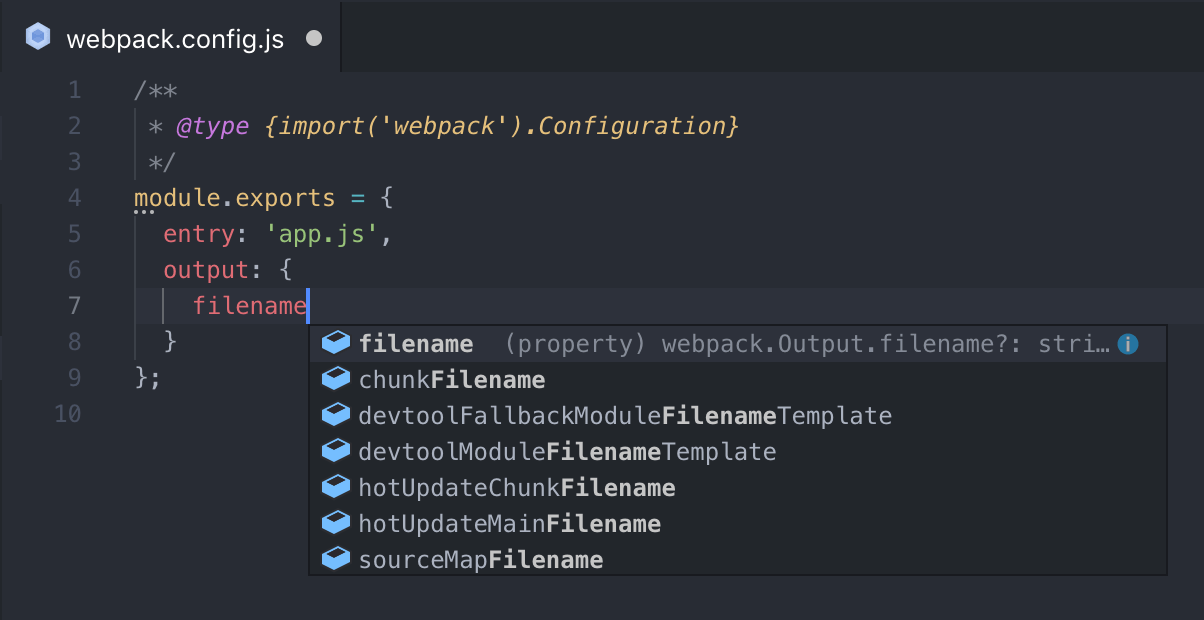 webpack.config.js
1 /**
2 * @type {import('webpack').Configuration}
3 */
4 module.exports = {
5 entry: 'app.js',
6 output: {
7 filename
8 }
9 };
10
filename (property) webpack.Output.filename?: stri…
chunkFilename
devtoolFallbackModuleFilenameTemplate
devtoolModuleFilenameTemplate
hotUpdateChunkFilename
hotUpdateMainFilename
sourceMapFilename